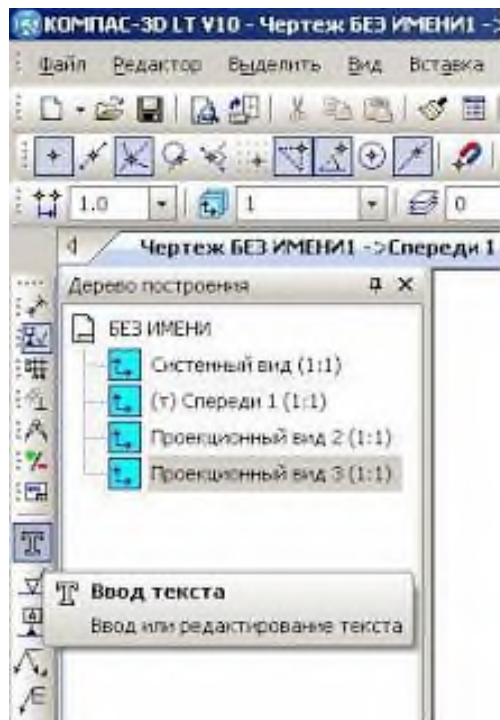 КОМПАС-3D LT V10 - Чертеж БЕЗ ИМЕНИ1 ->
Файл Редактор Выделить Вид Вставка
1.0 1 0
Чертеж БЕЗ ИМЕНИ1 ->Спереди 1
Дерево построения
БЕЗ ИМЕНИ
Системный вид (1:1)
(т) Спереди 1 (1:1)
Проекционный вид 2 (1:1)
Проекционный вид 3 (1:1)
Ввод текста
Ввод или редактирование текста